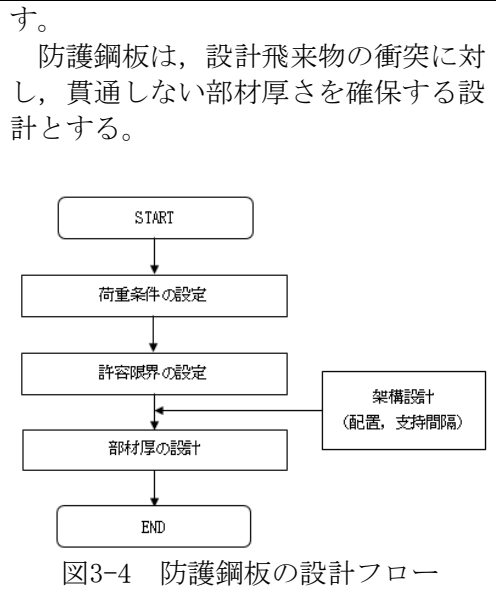 す。
　防護鋼板は，設計飛来物の衝突に対
し，貫通しない部材厚さを確保する設
計とする。
START
荷重条件の設定
許容限界の設定
架構設計
（配置，支持間隔）
部材厚の設計
END
図3-4　防護鋼板の設計フロー